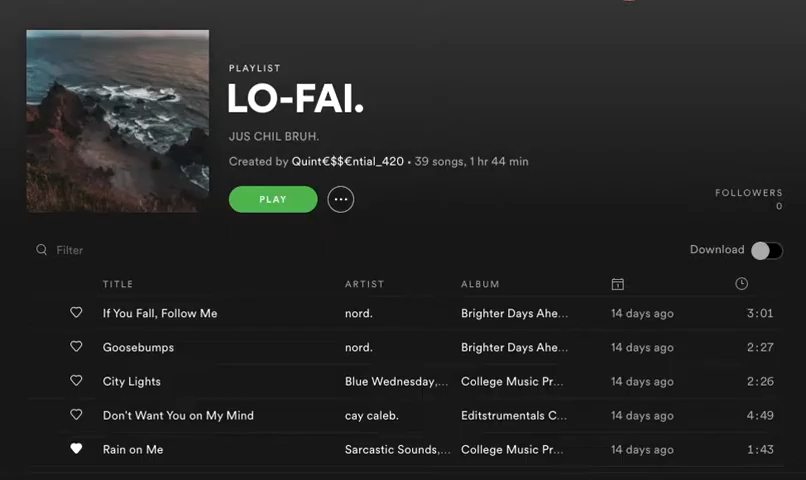 PLAYLIST
LO-FAI.
JUS CHIL BRUH.
Created by Quint€$$€ntial_420 • 39 songs, 1 hr 44 min
PLAY
FOLLOWERS
0
Filter
Download
TITLE ARTIST ALBUM
If You Fall, Follow Me nord. Brighter Days Ahe... 14 days ago 3:01
Goosebumps nord. Brighter Days Ahe... 14 days ago 2:27
City Lights Blue Wednesday,... College Music Pr... 14 days ago 2:26
Don't Want You on My Mind cay caleb. Editstrumentals C... 14 days ago 4:49
Rain on Me Sarcastic Sounds,... College Music Pr... 14 days ago 1:43